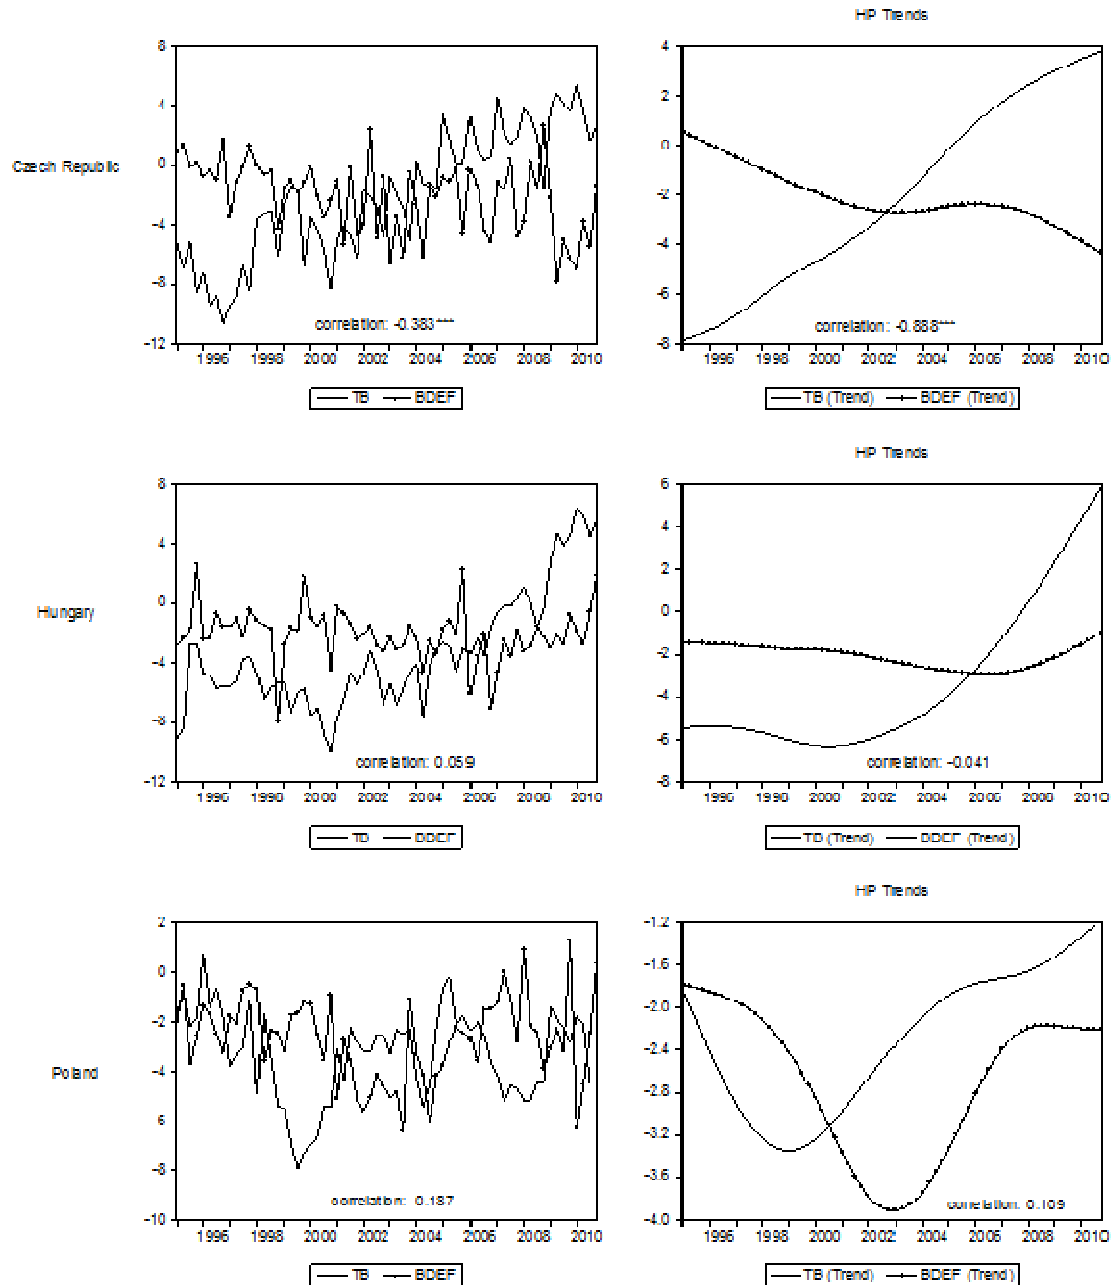 HP Trends
Czech Republic
8
4
0
-4
-8
-12
correlation: -0.383***
1996 1998 2000 2002 2004 2006 2008 2010
TB BDEF
4
2
0
-2
-4
-6
-8
correlation: -0.888***
1996 1998 2000 2002 2004 2006 2008 2010
TB (Trend) BDEF (Trend)
HP Trends
Hungary
8
4
0
-4
-8
-12
correlation: 0.059
1996 1998 2000 2002 2004 2006 2008 2010
TB BDEF
6
4
2
0
-2
-4
-6
-8
correlation: -0.041
1996 1998 2000 2002 2004 2006 2008 2010
TB (Trend) BDEF (Trend)
HP Trends
Poland
2
0
-2
-4
-6
-8
-10
correlation: 0.187
1996 1998 2000 2002 2004 2006 2008 2010
TB BDEF
-1.2
-1.6
-2.0
-2.4
-2.8
-3.2
-3.6
-4.0
correlation:
1996 1998 2000 2002 2004 2006 2008 2010
TB (Trend) BDEF (Trend)